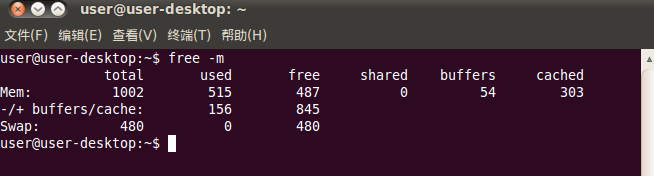 user@user-desktop: ~
文件(F) 编辑(E) 查看(V) 终端(T) 帮助(H)
user@user-desktop:~$ free -m
total used free shared buffers cached
Mem: 1002 515 487 0 54 303
-/+ buffers/cache: 156 845
Swap: 480 0 480
user@user-desktop:~$